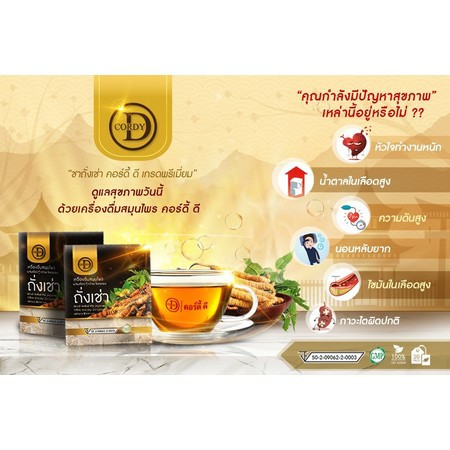 CORDY
D
"ชาถั่งเช่า คอร์ดี้ ดี เกรดพรีเมี่ยม"
ดูแลสุขภาพวันนี้
ด้วยเครื่องดื่มสมุนไพร คอร์ดี้ ดี
"คุณกำลังมีปัญหาสุขภาพ"
เหล่านี้อยู่หรือไม่ ??
หัวใจทำงานหนัก
น้ำตาลในเลือดสูง
ความดันสูง
นอนหลับยาก
ไขมันในเลือดสูง
ภาวะไตผิดปกติ
ถั่งเช่า
คอร์ดี้ ดี
50-2-09062-2-0003
GMP
100%